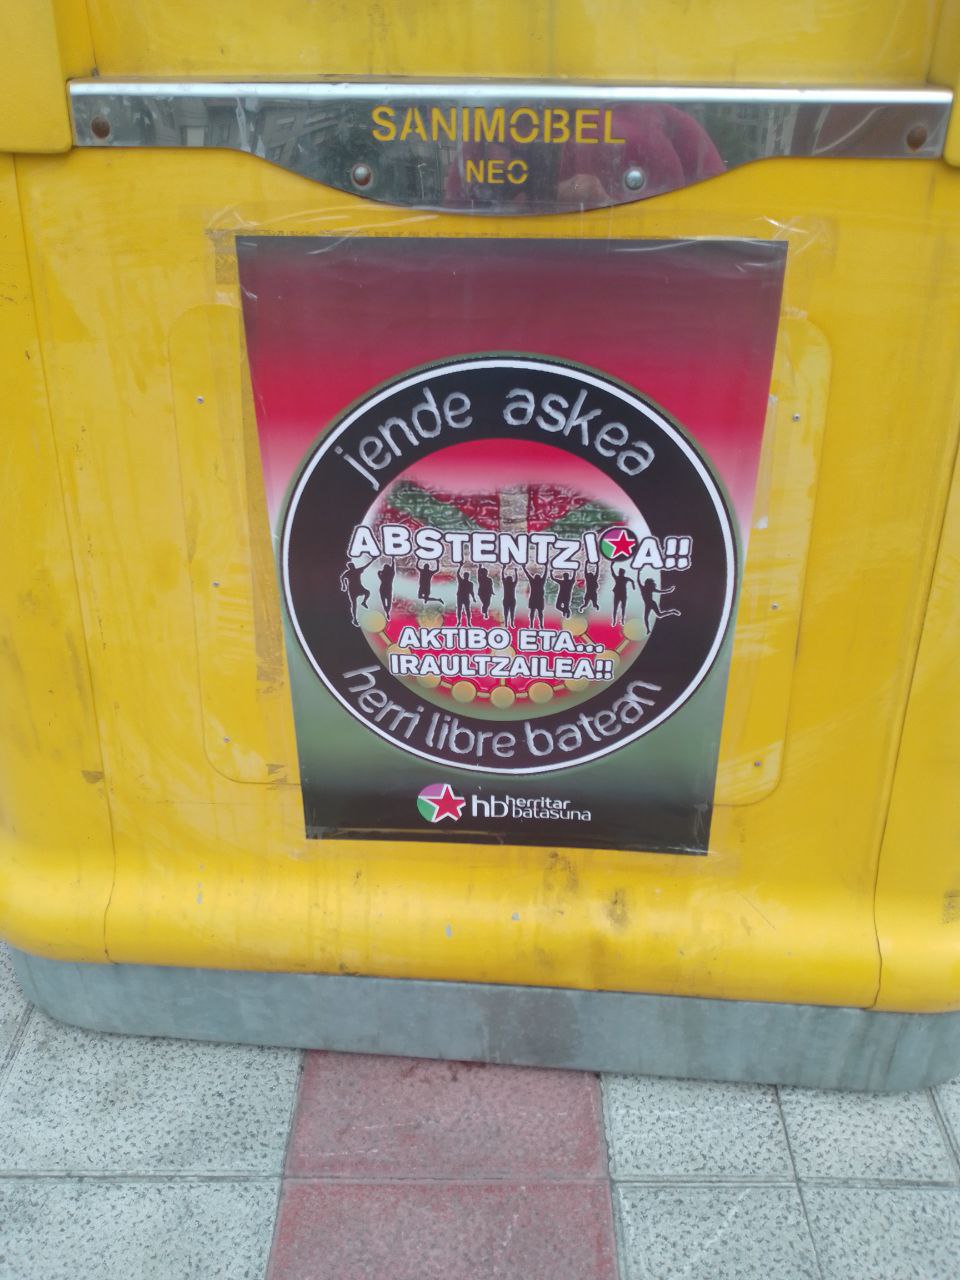 SANIMOBEL
NEO
jende askea
ABSTENTZIOA!!
AKTIBO ETA...
IRAULTZAILEA!!
herri libre batean
hb herritar
batasuna